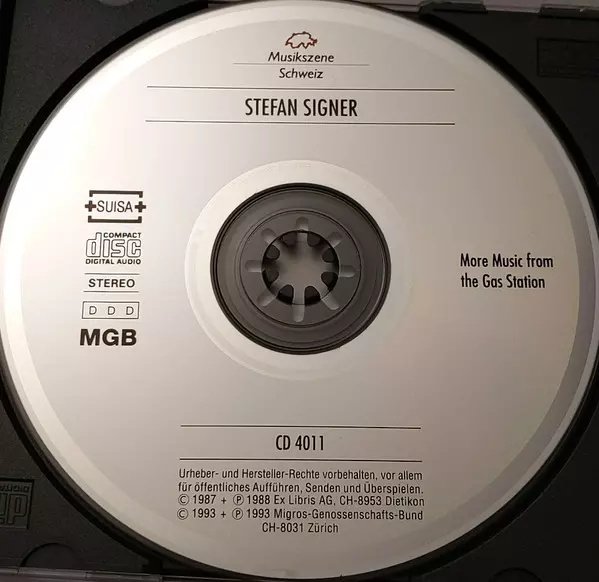 Musikszene
Schweiz
STEFAN SIGNER
+SUISA+
COMPACT
disc
DIGITAL AUDIO
STEREO
D D D
MGB
More Music from
the Gas Station
CD 4011
Urheber- und Hersteller-Rechte vorbehalten, vor allem
für öffentliches Aufführen, Senden und Überspielen.
© 1987 + ℗ 1988 Ex Libris AG, CH-8953 Dietikon
© 1993 + ℗ 1993 Migros-Genossenschafts-Bund
CH-8031 Zürich